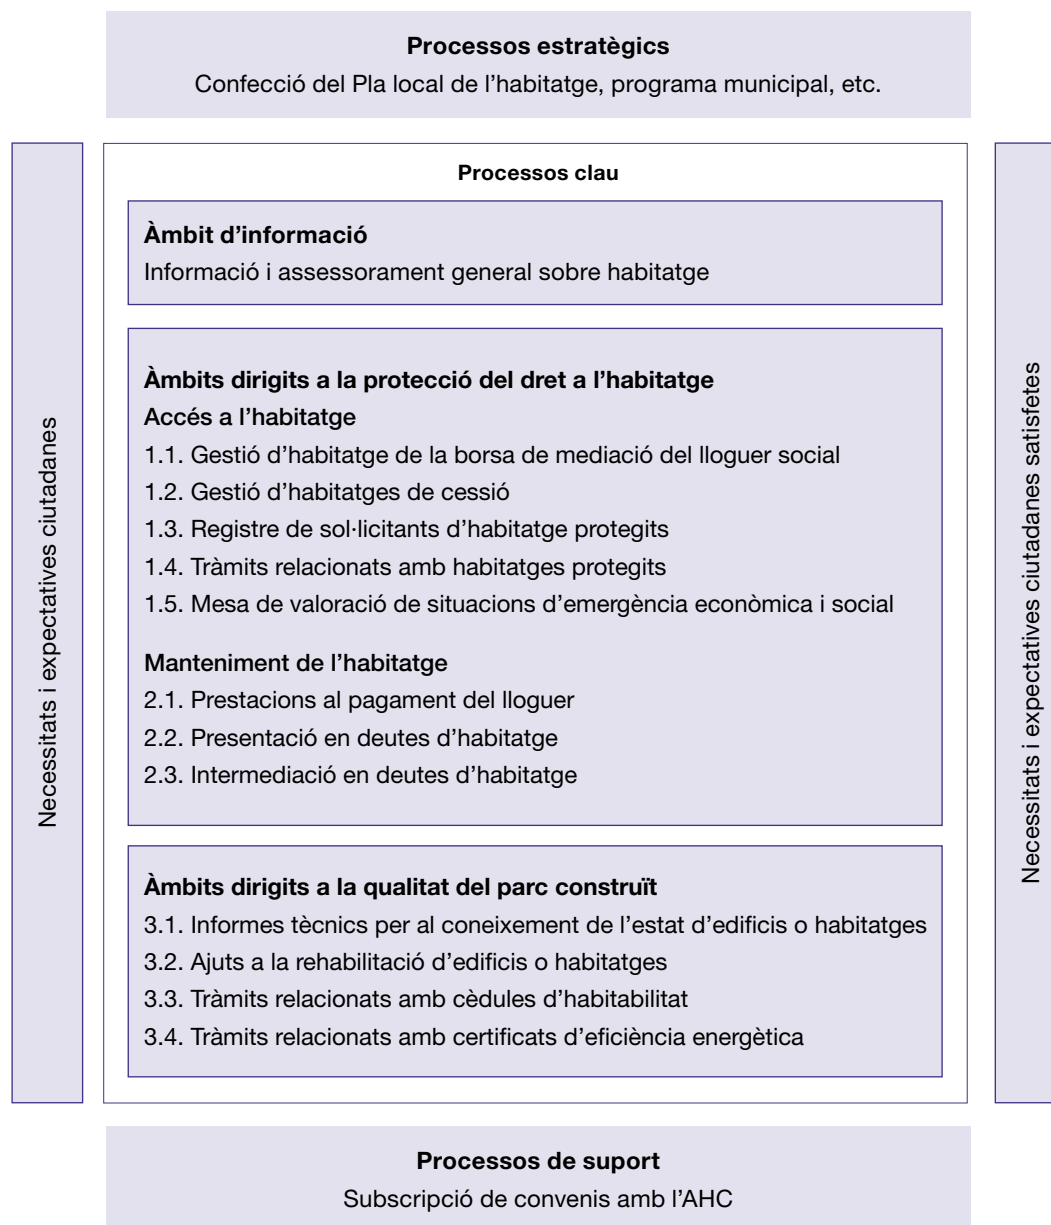 Processos estratègics
Confecció del Pla local de l’habitatge, programa municipal, etc.
Necessitats i expectatives ciutadanes
Processos clau
Àmbit d’informació
Informació i assessorament general sobre habitatge
Àmbits dirigits a la protecció del dret a l’habitatge
Accés a l’habitatge
1.1. Gestió d’habitatge de la borsa de mediació del lloguer social
1.2. Gestió d’habitatges de cessió
1.3. Registre de sol·licitants d’habitatge protegits
1.4. Tràmits relacionats amb habitatges protegits
1.5. Mesa de valoració de situacions d’emergència econòmica i social
Manteniment de l’habitatge
2.1. Prestacions al pagament del lloguer
2.2. Presentació en deutes d’habitatge
2.3. Intermediació en deutes d’habitatge
Àmbits dirigits a la qualitat del parc construït
3.1. Informes tècnics per al coneixement de l’estat d’edificis o habitatges
3.2. Ajuts a la rehabilitació d’edificis o habitatges
3.3. Tràmits relacionats amb cèdules d’habitabilitat
3.4. Tràmits relacionats amb certificats d’eficiència energètica
Necessitats i expectatives ciutadanes satisfetes
Processos de suport
Subscripció de convenis amb l’AHC